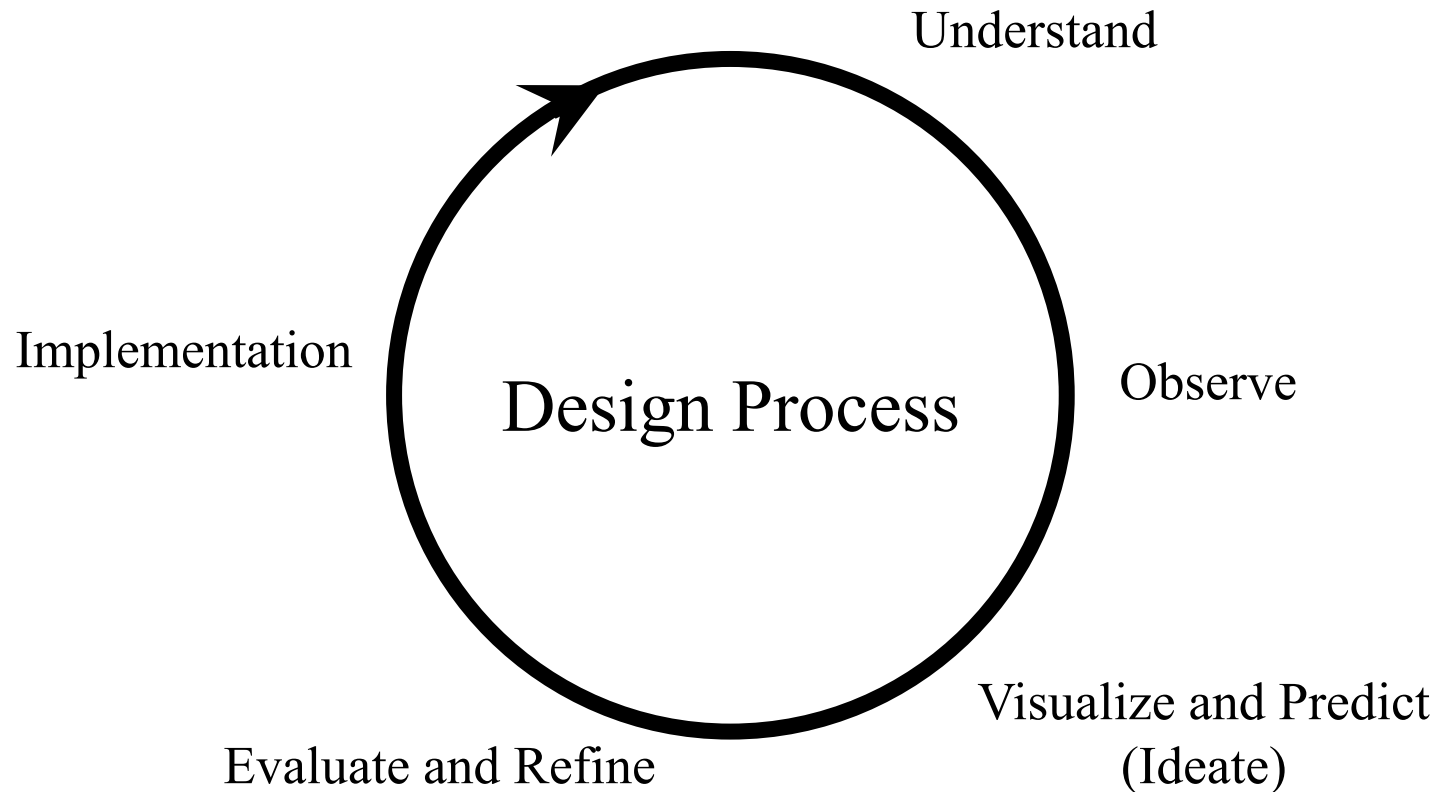 Understand
Implementation
Observe
Design Process
Visualize and Predict
(Ideate)
Evaluate and Refine